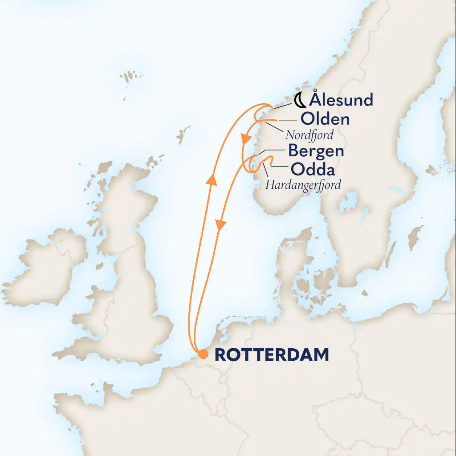 Ålesund
Olden
Nordfjord
Bergen
Odda
Hardangerfjord
ROTTERDAM